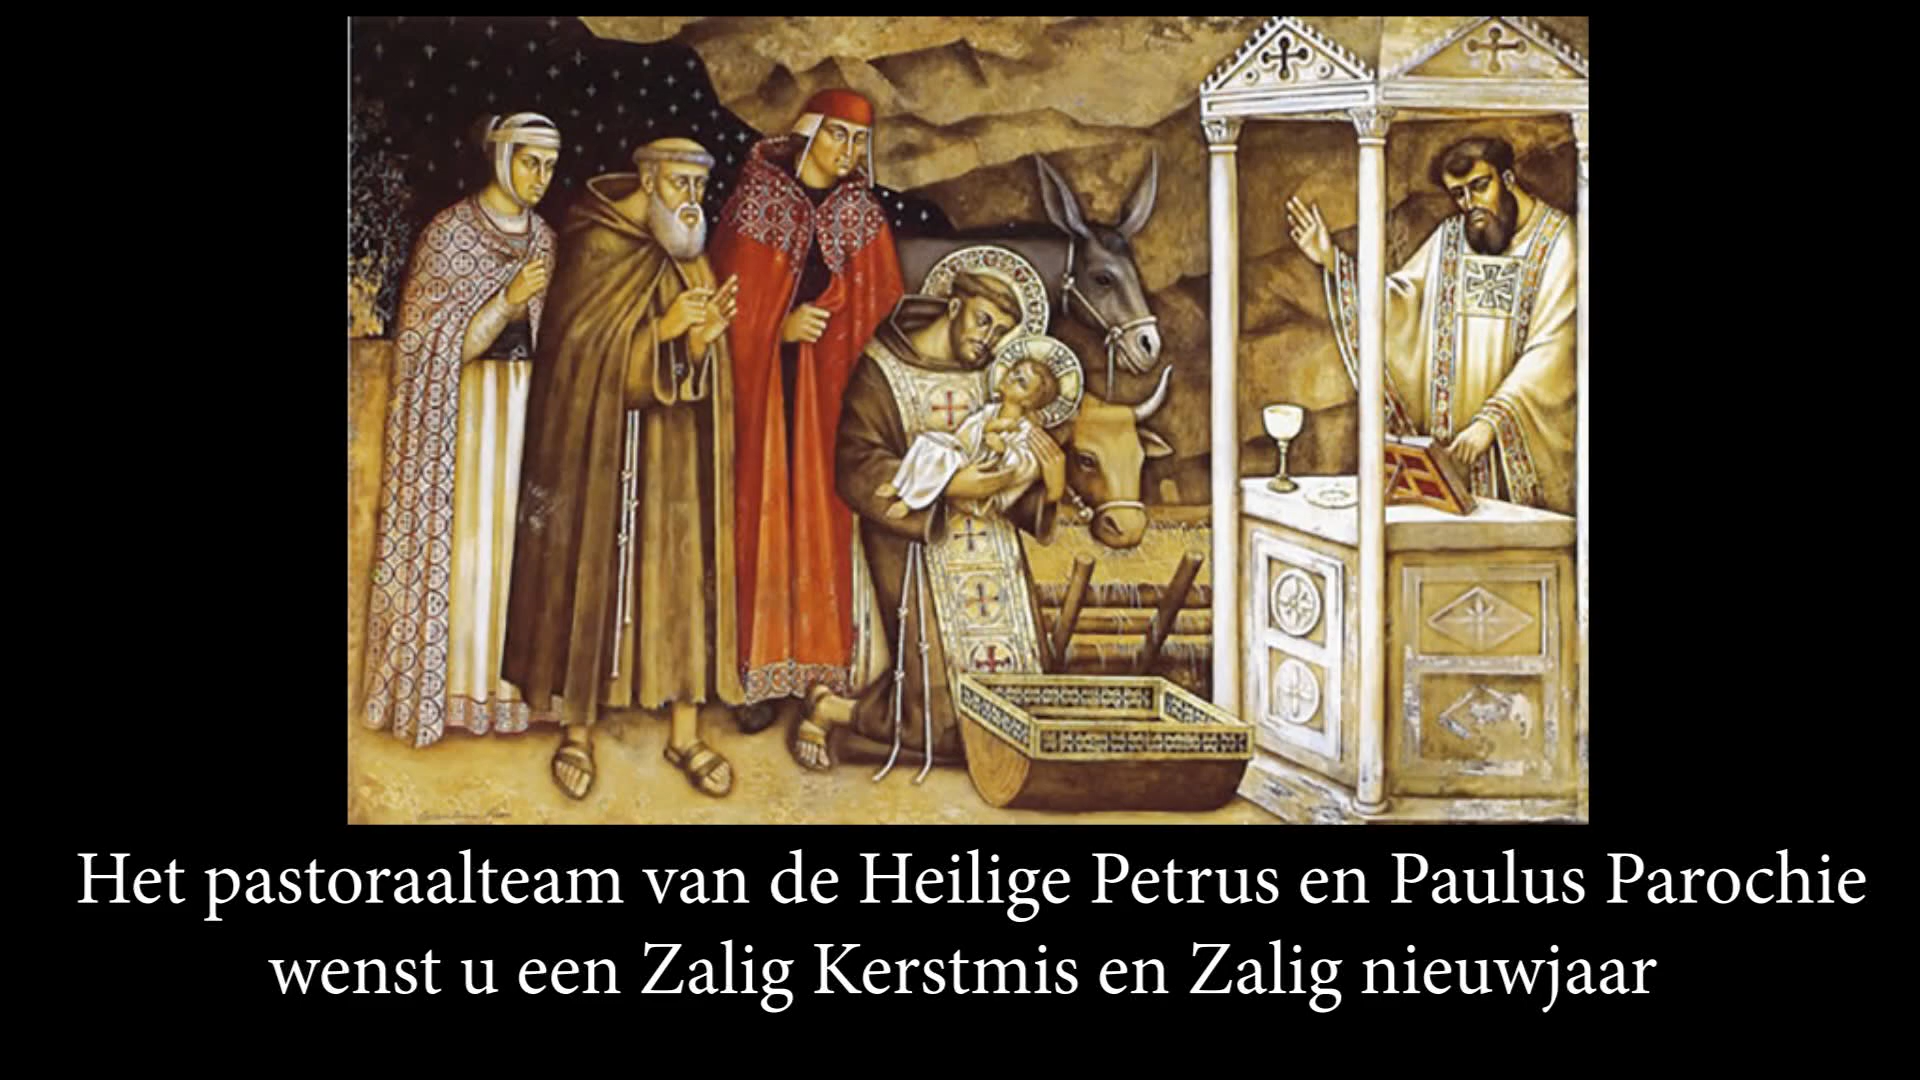 Het pastoraalteam van de Heilige Petrus en Paulus Parochie
wenst u een Zalig Kerstmis en Zalig nieuwjaar